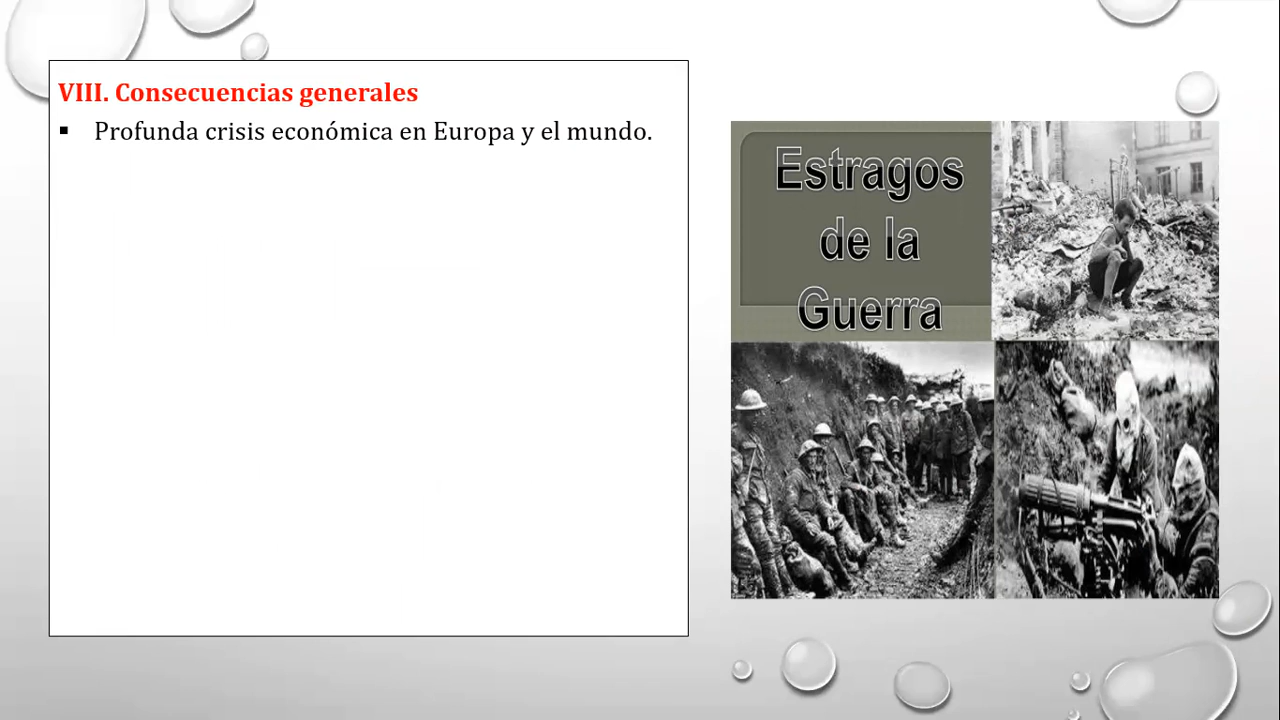 VIII. Consecuencias generales
▪ Profunda crisis económica en Europa y el mundo.
Estragos
de la
Guerra